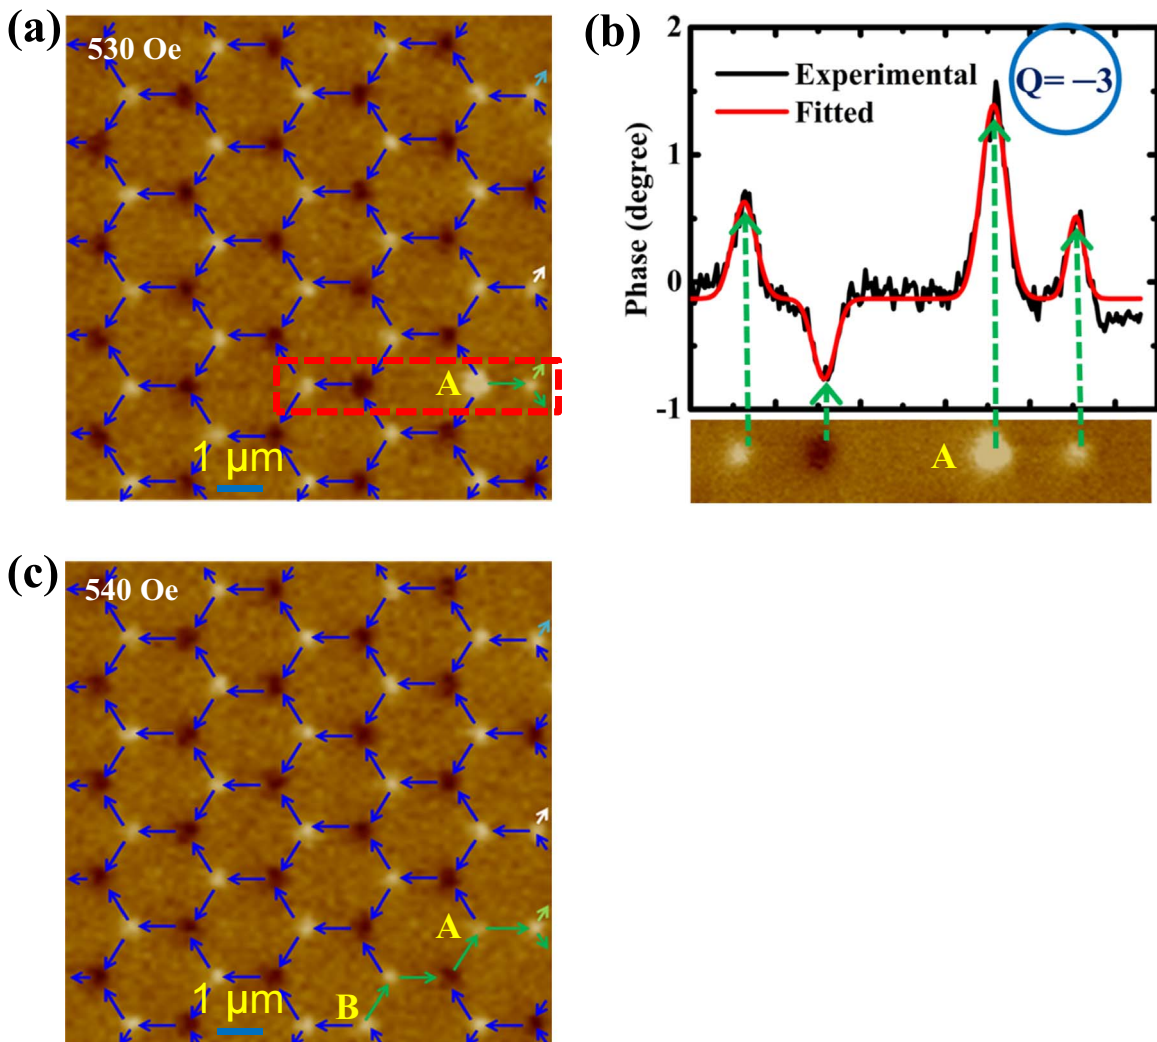 (a)
530 Oe
A
1 μm
(b)
Phase (degree)
2
1
0
-1
Experimental
Fitted
Q= −3
A
(c)
540 Oe
A
B
1 μm